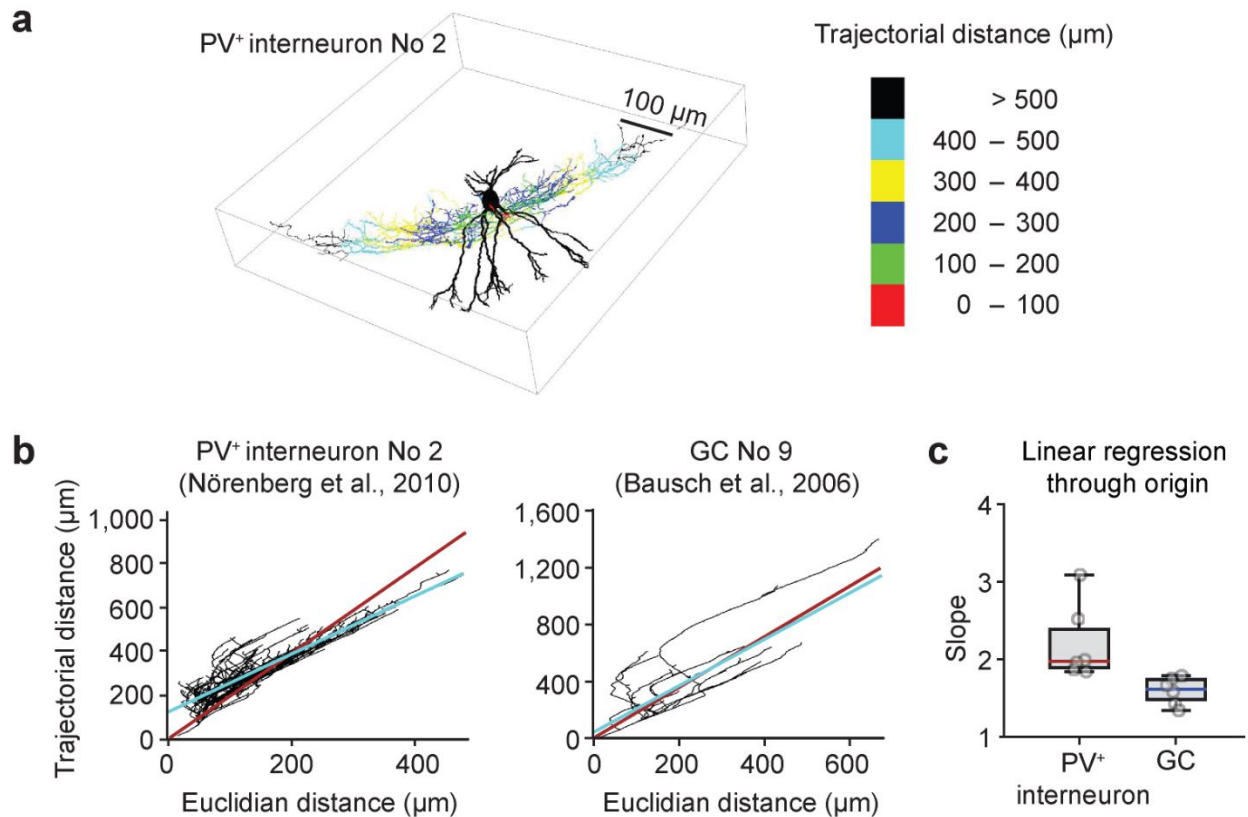 a
PV⁺ interneuron No 2
100 µm
Trajectorial distance (µm)
> 500
400 – 500
300 – 400
200 – 300
100 – 200
0 – 100
b
PV⁺ interneuron No 2
(Nörenberg et al., 2010)
Trajectorial distance (µm)
1,000
800
600
400
200
0
0
200
400
Euclidian distance (µm)
GC No 9
(Bausch et al., 2006)
1,600
1,200
800
400
0
0
200
400
600
Euclidian distance (µm)
c
Linear regression
through origin
Slope
4
3
2
1
PV⁺
interneuron
GC